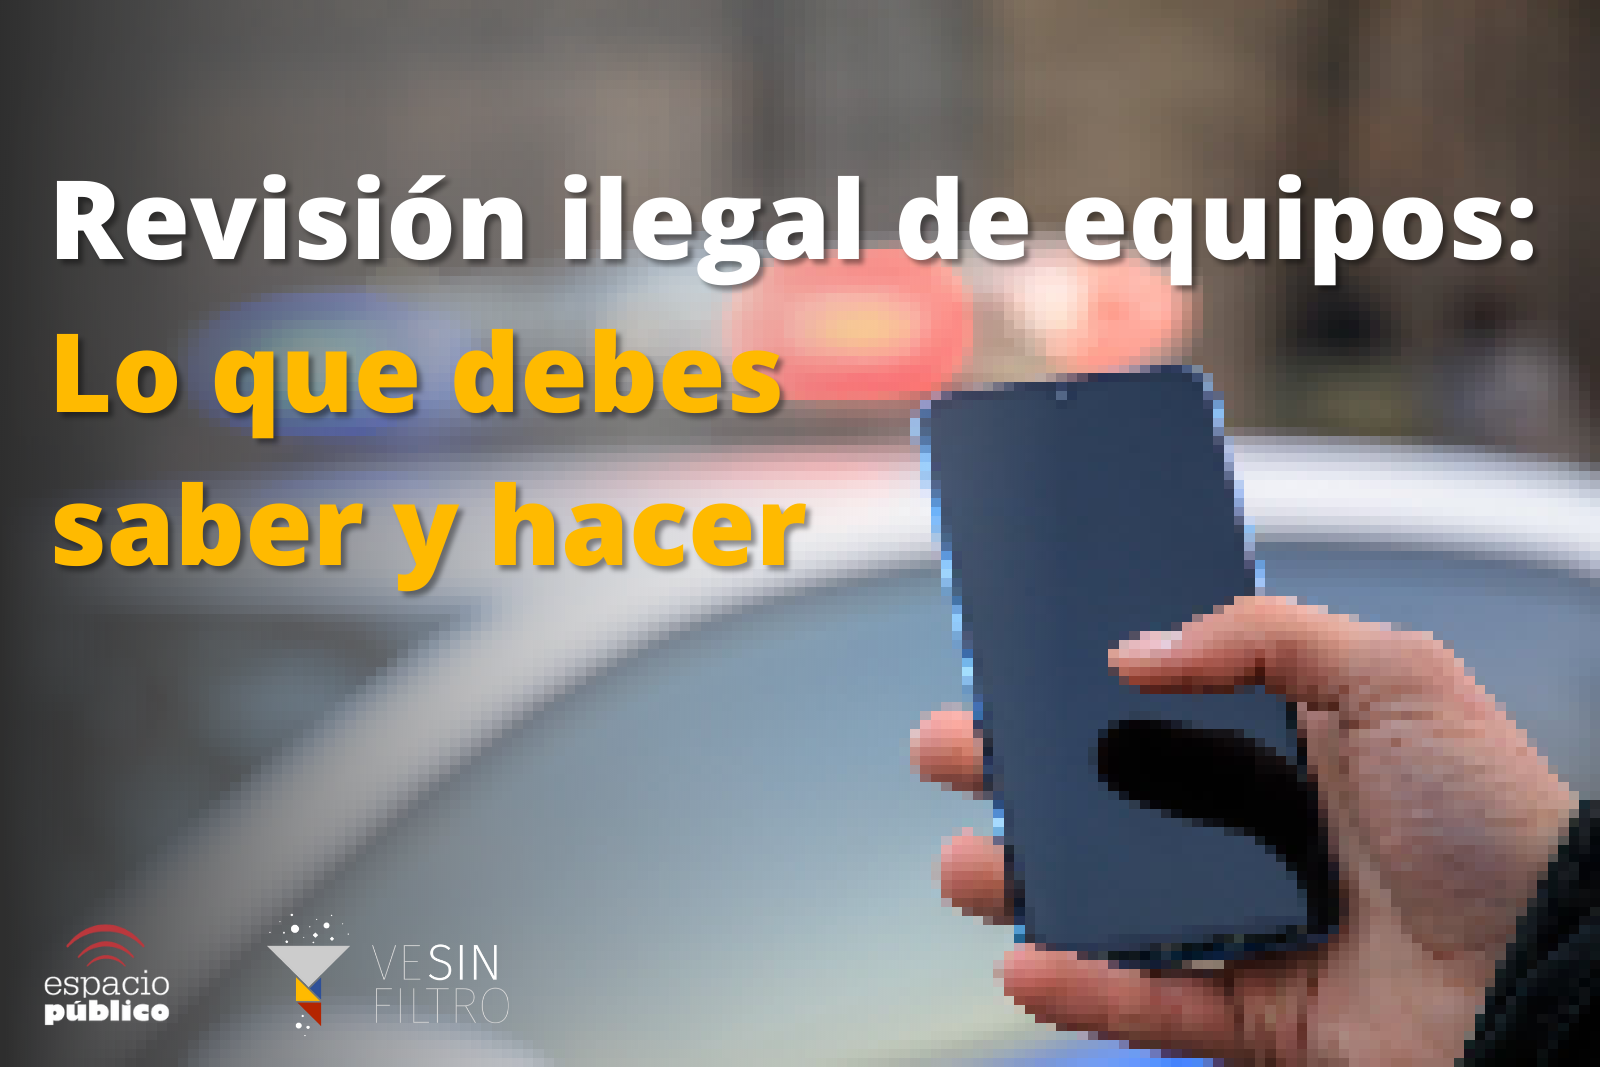 Revisión ilegal de equipos:
Lo que debes
saber y hacer
espacio
público
VESIN
FILTRO